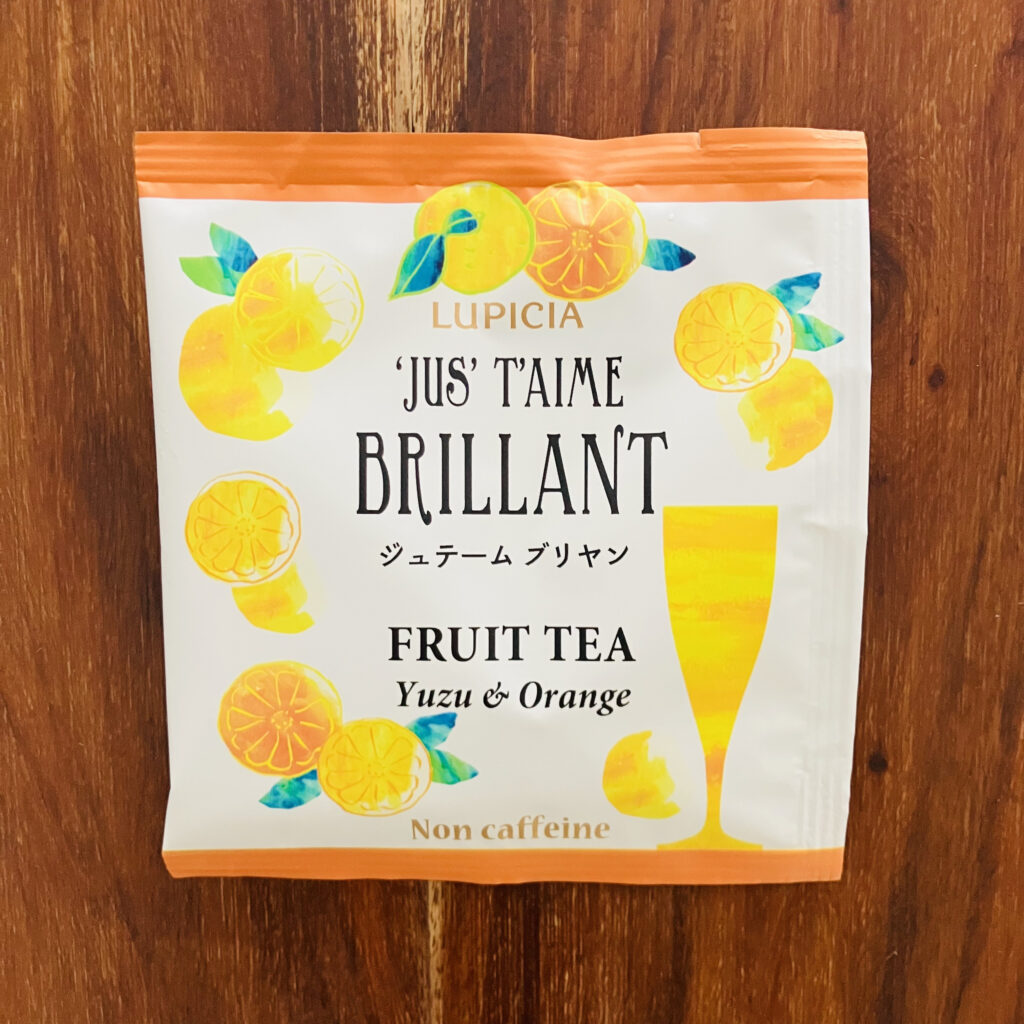 LUPICIA
‘JUS’ T’AIME
BRILLANT
ジュテーム ブリヤン
FRUIT TEA
Yuzu & Orange
Non caffeine